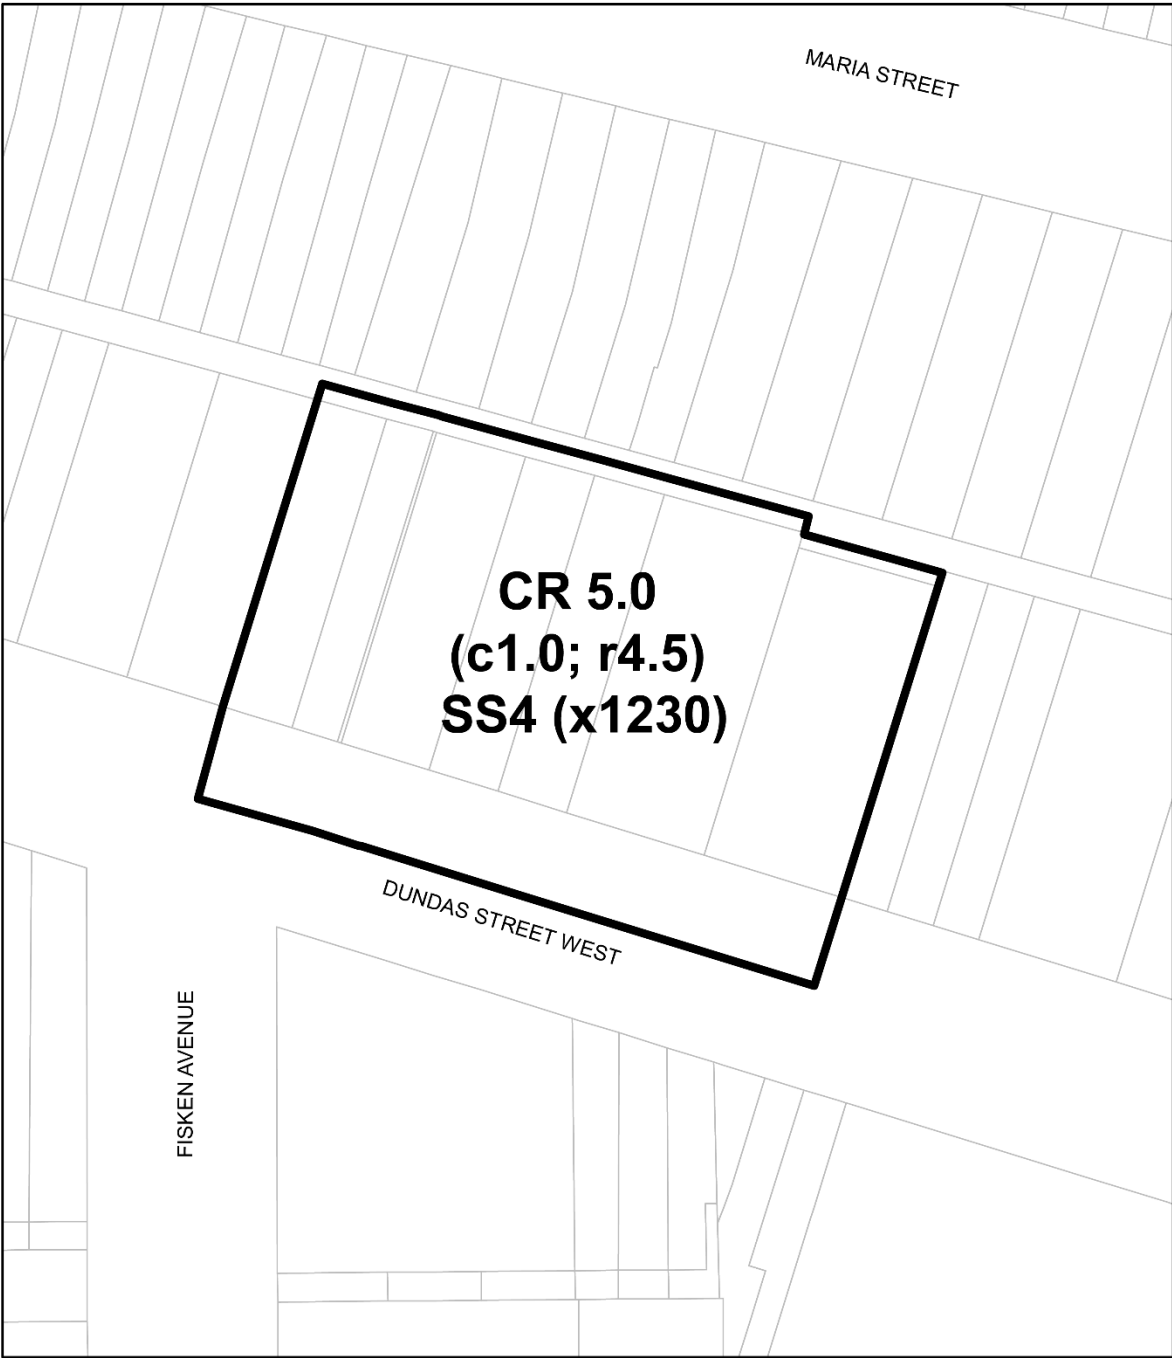 MARIA STREET
CR 5.0
(c1.0; r4.5)
SS4 (x1230)
DUNDAS STREET WEST
FISKEN AVENUE